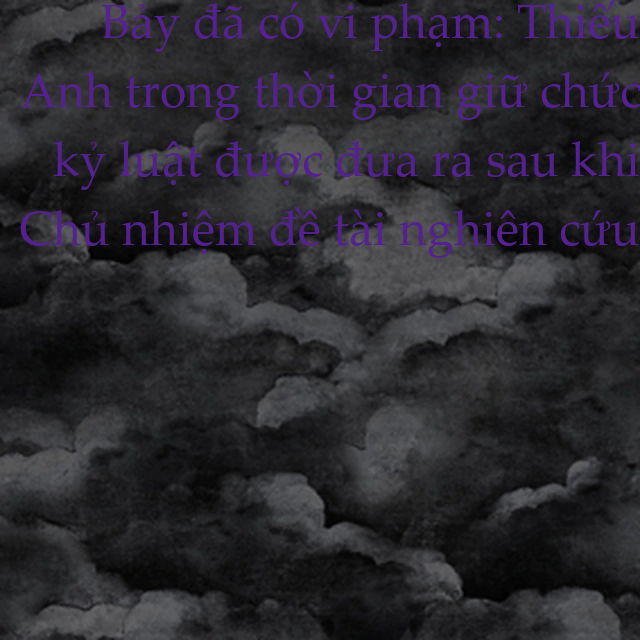 Bảy đã có vi phạm: Thiếu
Anh trong thời gian giữ chức
kỷ luật được đưa ra sau khi
Chủ nhiệm đề tài nghiên cứu